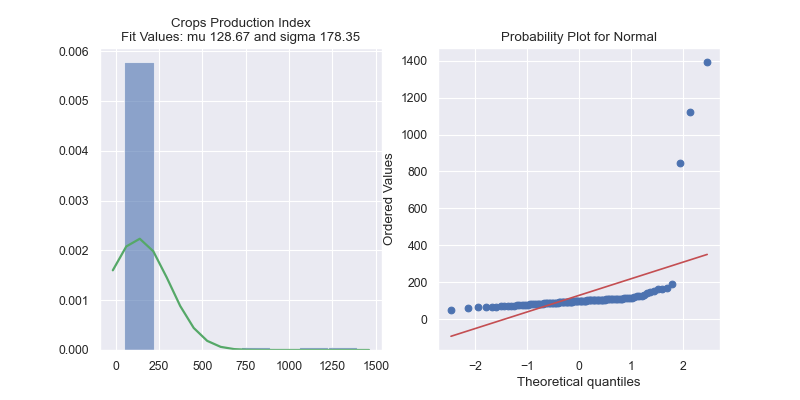 Crops Production Index
Fit Values: mu 128.67 and sigma 178.35
0.006
0.005
0.004
0.003
0.002
0.001
0.000
0 250 500 750 1000 1250 1500
Probability Plot for Normal
Ordered Values
1400
1200
1000
800
600
400
200
0
−2 −1 0 1 2
Theoretical quantiles